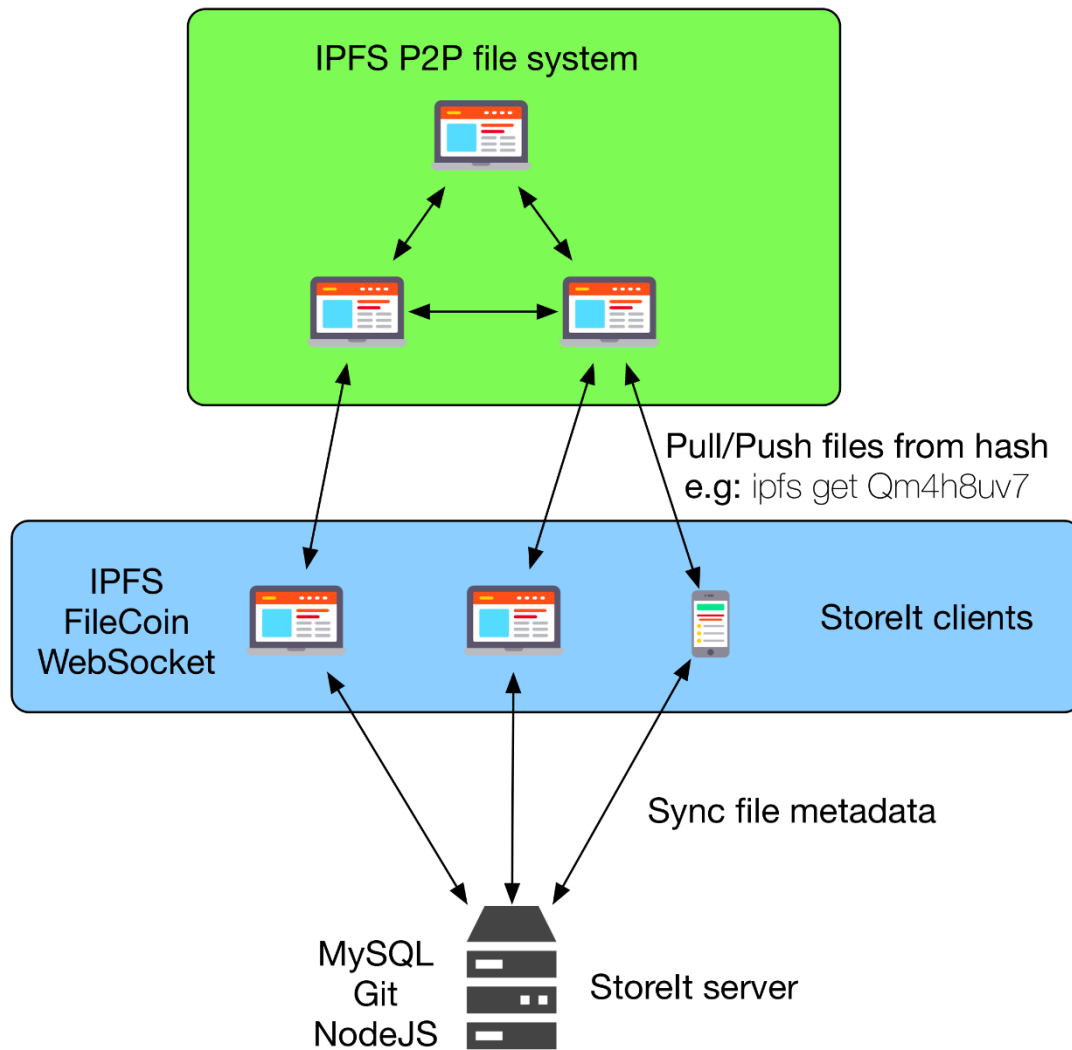 IPFS P2P file system
Pull/Push files from hash
e.g: ipfs get Qm4h8uv7
IPFS
FileCoin
WebSocket
StoreIt clients
Sync file metadata
MySQL
Git
NodeJS
StoreIt server